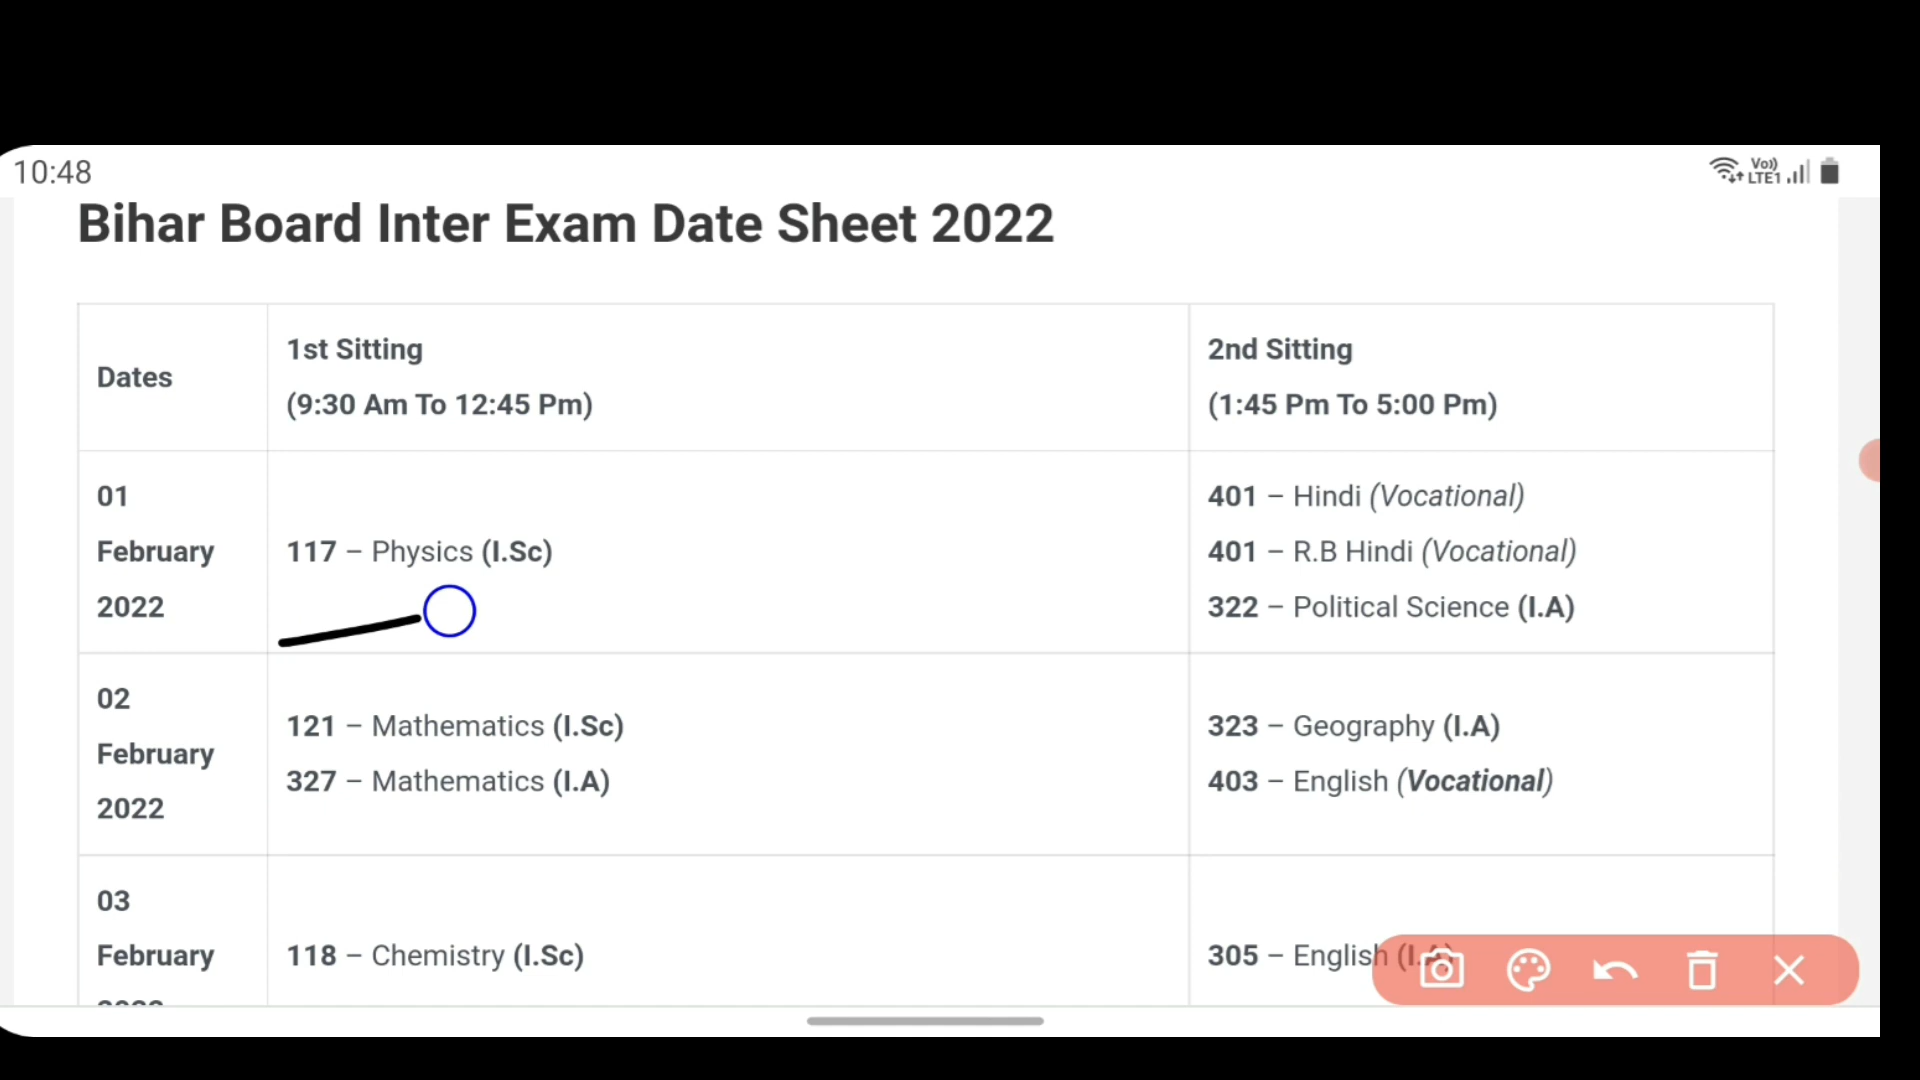 10:48
Vo))
LTE1
Bihar Board Inter Exam Date Sheet 2022
Dates
1st Sitting
(9:30 Am To 12:45 Pm)
2nd Sitting
(1:45 Pm To 5:00 Pm)
01
February
2022
117 – Physics (I.Sc)
401 – Hindi (Vocational)
401 – R.B Hindi (Vocational)
322 – Political Science (I.A)
02
February
2022
121 – Mathematics (I.Sc)
327 – Mathematics (I.A)
323 – Geography (I.A)
403 – English (Vocational)
03
February
118 – Chemistry (I.Sc)
305 – English (I.A)